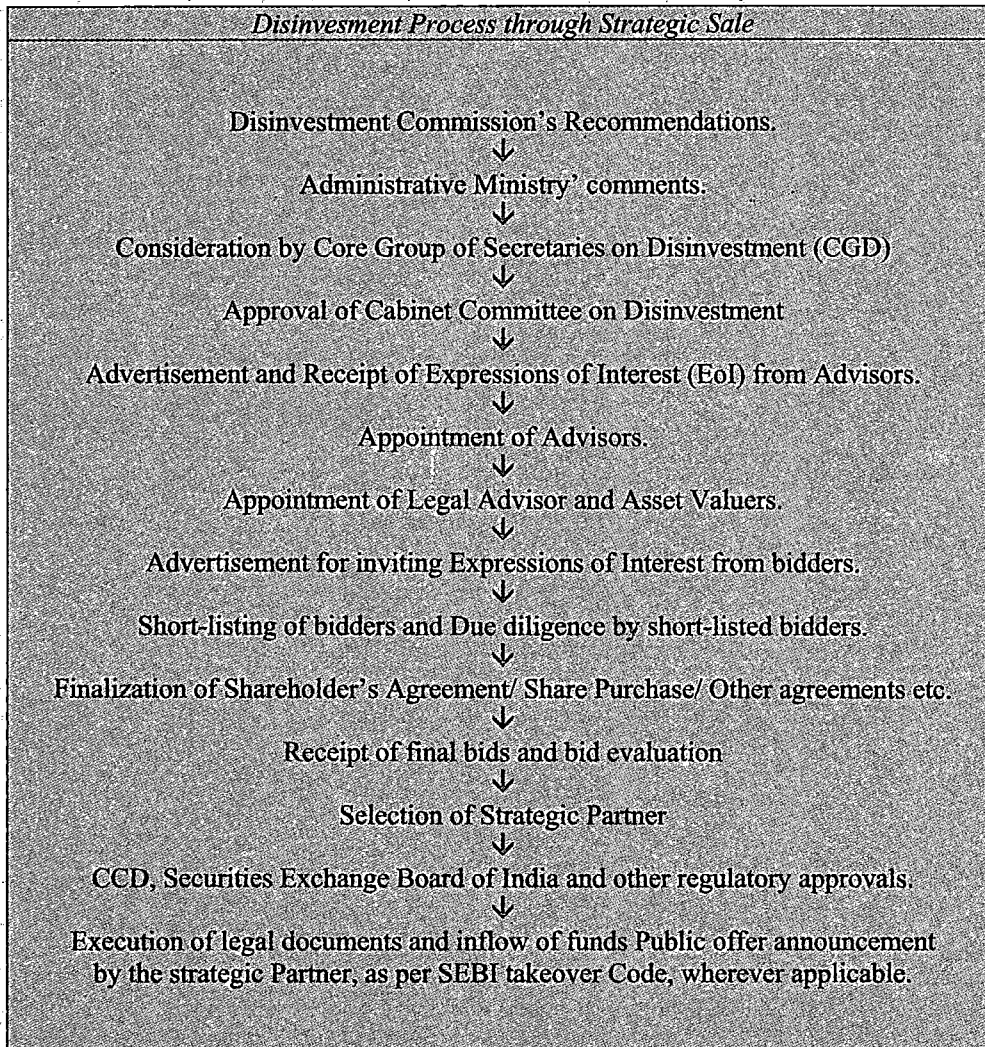 Disinvesment Process through Strategic Sale
Disinvestment Commission's Recommendations.
↓
Administrative Ministry' comments.
↓
Consideration by Core Group of Secretaries on Disinvestment (CGD)
↓
Approval of Cabinet Committee on Disinvestment
↓
Advertisement and Receipt of Expressions of Interest (EoI) from Advisors.
↓
Appointment of Advisors.
↓
Appointment of Legal Advisor and Asset Valuers.
↓
Advertisement for inviting Expressions of Interest from bidders.
↓
Short-listing of bidders and Due diligence by short-listed bidders.
↓
Finalization of Shareholder's Agreement/ Share Purchase/ Other agreements etc.
↓
Receipt of final bids and bid evaluation
↓
Selection of Strategic Partner
↓
CCD, Securities Exchange Board of India and other regulatory approvals.
↓
Execution of legal documents and inflow of funds Public offer announcement
by the strategic Partner, as per SEBI takeover Code, wherever applicable.